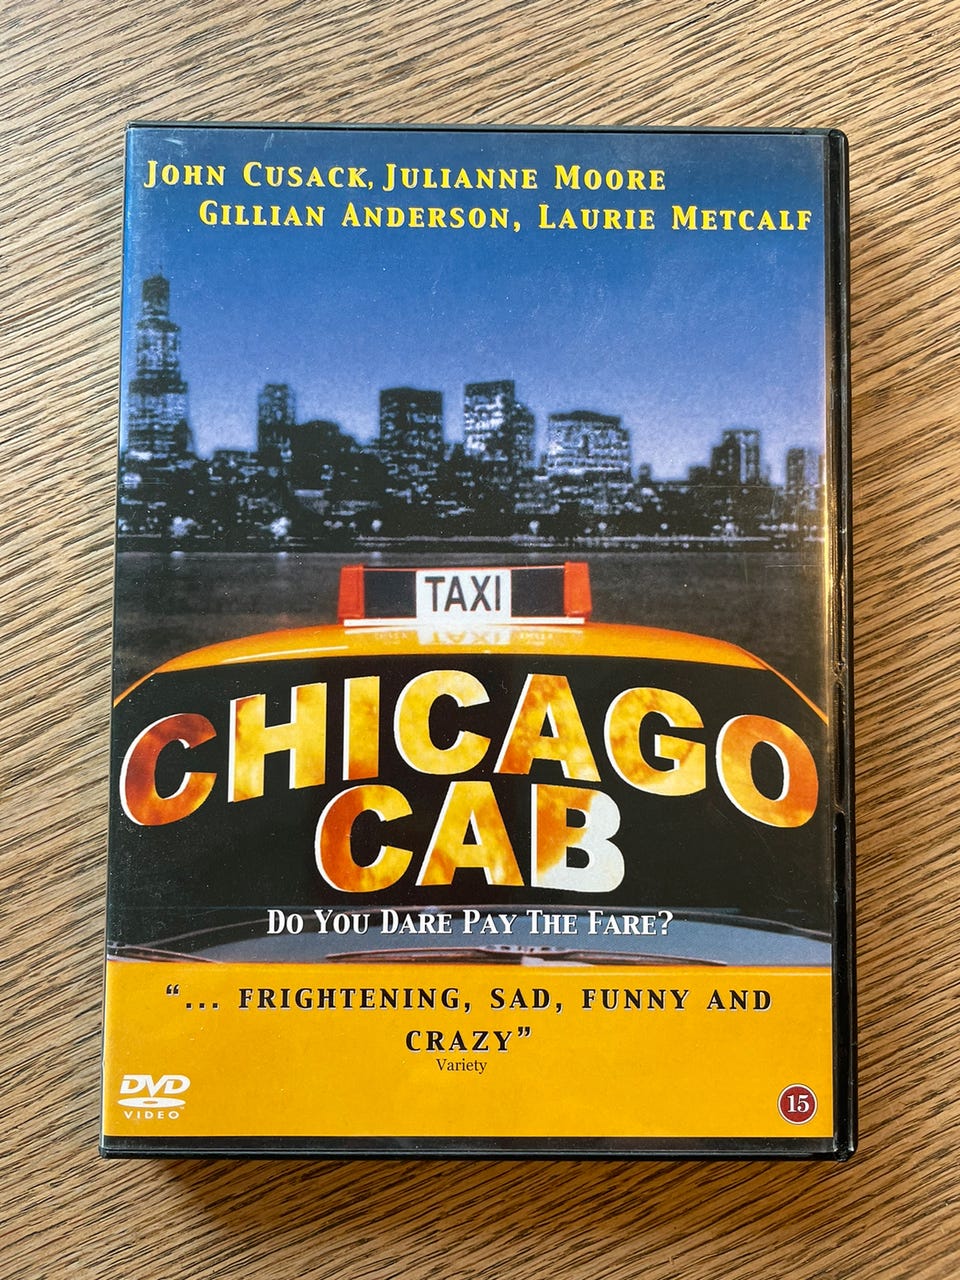 JOHN CUSACK, JULIANNE MOORE
GILLIAN ANDERSON, LAURIE METCALF
TAXI
CHICAGO
CAB
DO YOU DARE PAY THE FARE?
“... FRIGHTENING, SAD, FUNNY AND
CRAZY”
Variety
DVD
VIDEO
15